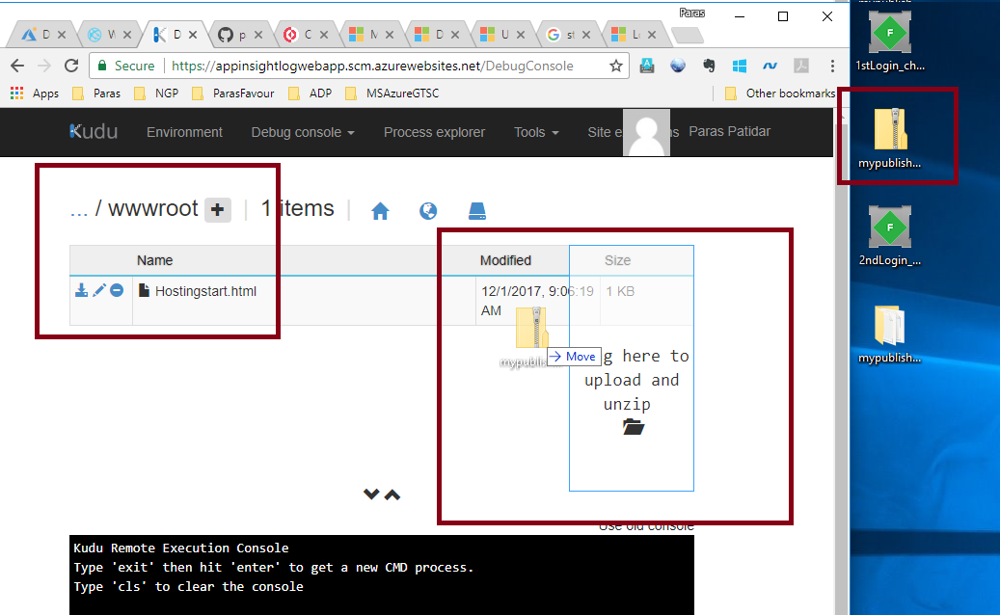 Paras
D
W
D
p
C
M
D
U
st
Lo
Secure
https://appinsightlogwebapp.scm.azurewebsites.net/DebugConsole
Apps
Paras
NGP
ParasFavour
ADP
MSAzureGTSC
Other bookmarks
Kudu
Environment
Debug console
Process explorer
Tools
Site e
ns
Paras Patidar
... / wwwroot
1 items
Name
Modified
Size
Hostingstart.html
12/1/2017, 9:06:19
AM
1 KB
Move
g here to
upload and
unzip
Use old console
Kudu Remote Execution Console
Type 'exit' then hit 'enter' to get a new CMD process.
Type 'cls' to clear the console
F
1stLogin_ch...
mypublish...
F
2ndLogin_...
mypublish...